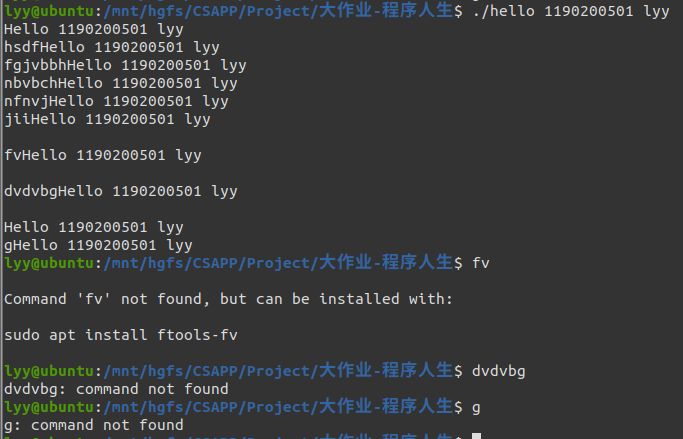 lyy@ubuntu:/mnt/hgfs/CSAPP/Project/大作业-程序人生$ ./hello 1190200501 lyy
Hello 1190200501 lyy
hsdfHello 1190200501 lyy
fgjvbbhHello 1190200501 lyy
nbvbchHello 1190200501 lyy
nfnvjHello 1190200501 lyy
jiiHello 1190200501 lyy
fvHello 1190200501 lyy
dvdvbgHello 1190200501 lyy
Hello 1190200501 lyy
gHello 1190200501 lyy
lyy@ubuntu:/mnt/hgfs/CSAPP/Project/大作业-程序人生$ fv
Command 'fv' not found, but can be installed with:
sudo apt install ftools-fv
lyy@ubuntu:/mnt/hgfs/CSAPP/Project/大作业-程序人生$ dvdvbg
dvdvbg: command not found
lyy@ubuntu:/mnt/hgfs/CSAPP/Project/大作业-程序人生$ g
g: command not found
lyy@ubuntu:/mnt/hgfs/CSAPP/Project/大作业-程序人生$